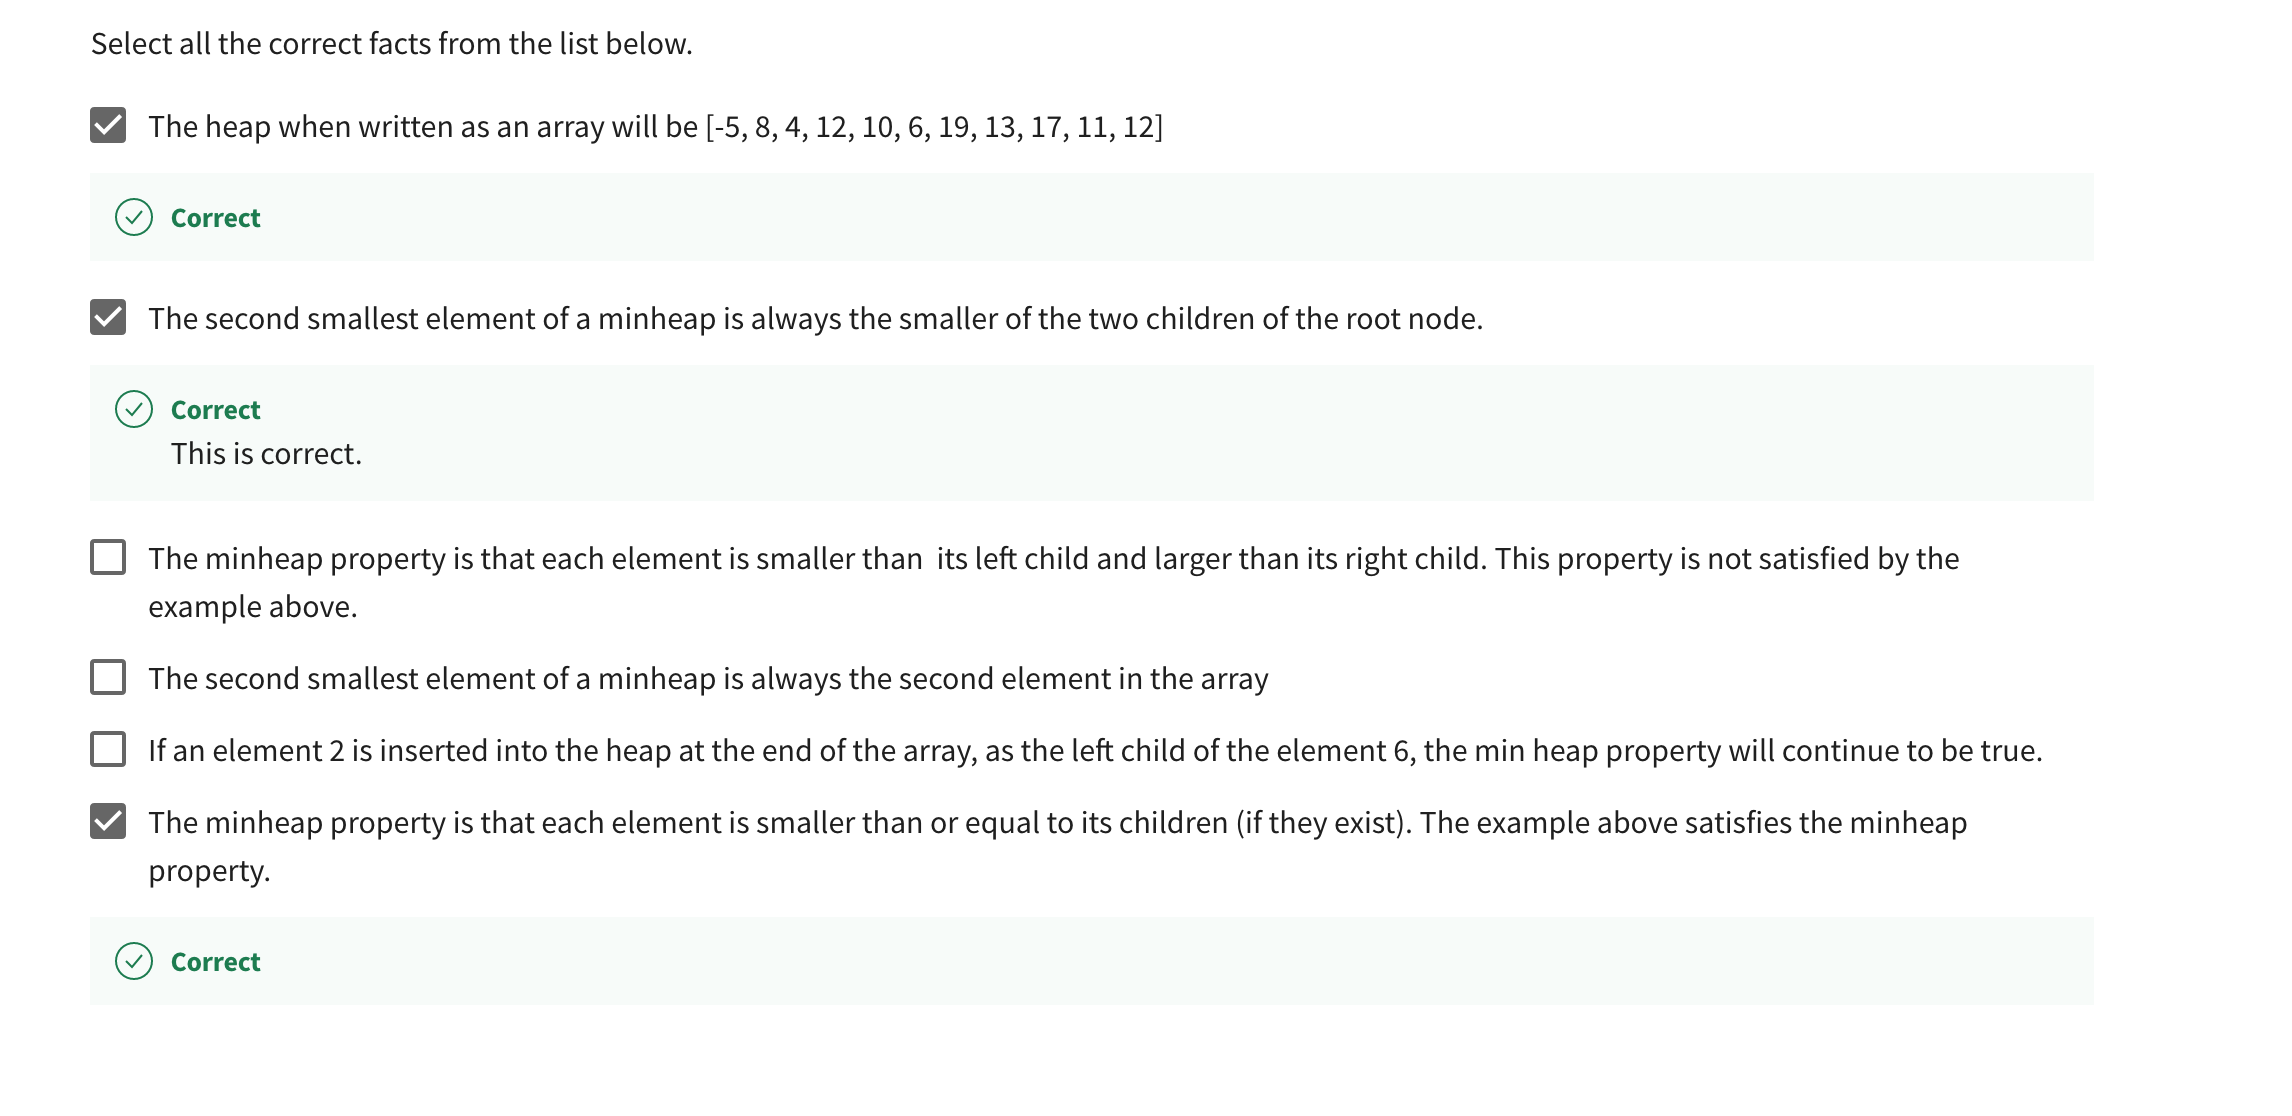 Select all the correct facts from the list below.
The heap when written as an array will be [-5, 8, 4, 12, 10, 6, 19, 13, 17, 11, 12]
Correct
The second smallest element of a minheap is always the smaller of the two children of the root node.
Correct
This is correct.
The minheap property is that each element is smaller than  its left child and larger than its right child. This property is not satisfied by the
example above.
The second smallest element of a minheap is always the second element in the array
If an element 2 is inserted into the heap at the end of the array, as the left child of the element 6, the min heap property will continue to be true.
The minheap property is that each element is smaller than or equal to its children (if they exist). The example above satisfies the minheap
property.
Correct